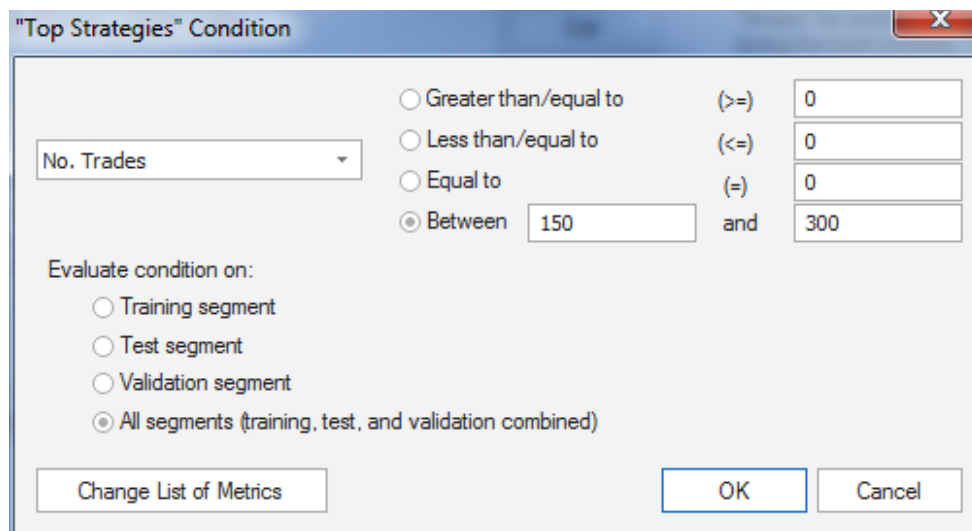 "Top Strategies" Condition
x
Greater than/equal to (>=) 0
No. Trades
Less than/equal to (<=) 0
Equal to (=) 0
Between 150 and 300
Evaluate condition on:
Training segment
Test segment
Validation segment
All segments (training, test, and validation combined)
Change List of Metrics OK Cancel